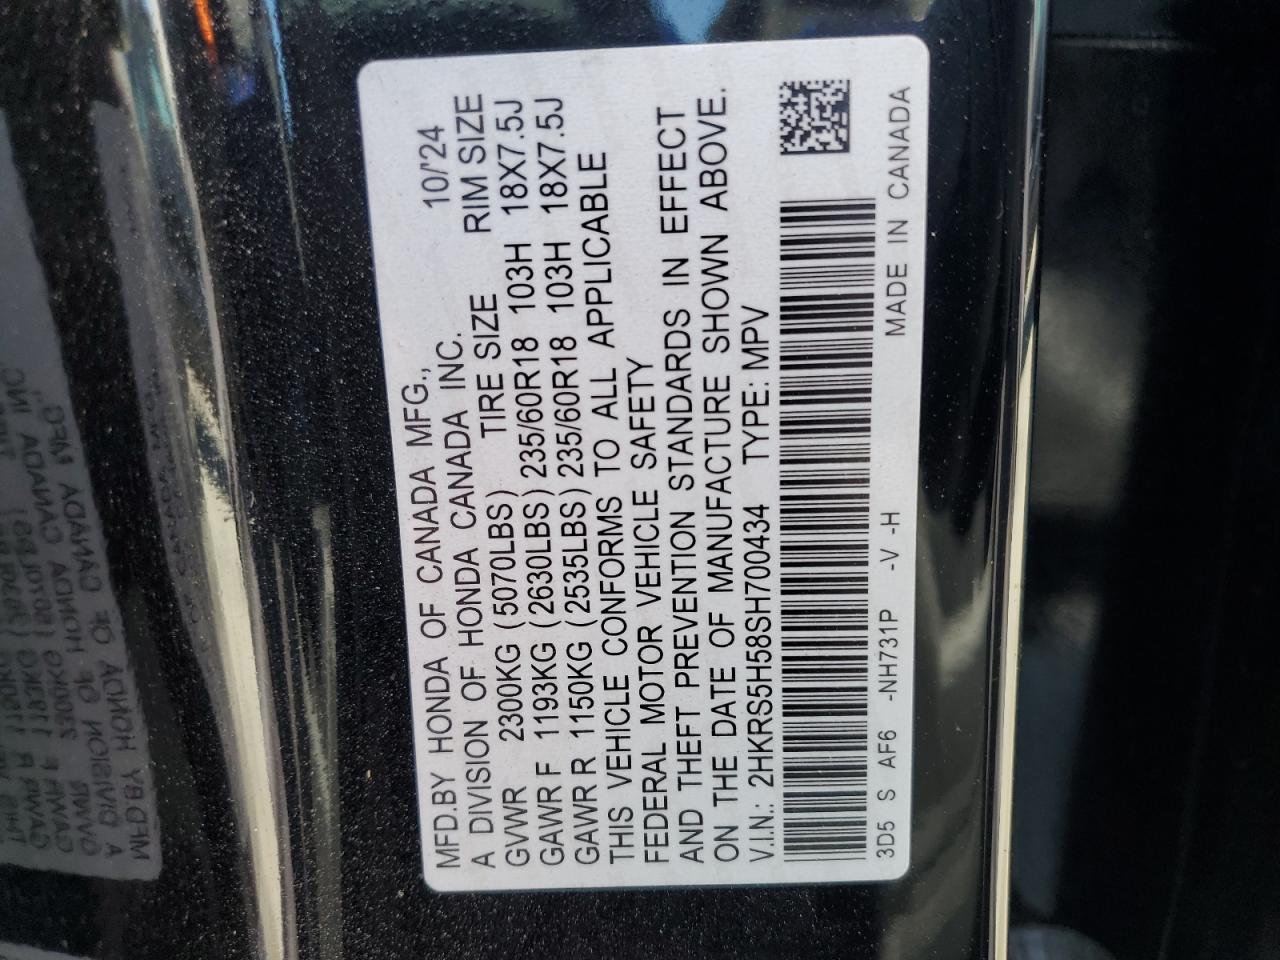 MFD.BY HONDA OF CANADA MFG., 10/'24
A DIVISION OF HONDA CANADA INC.
GVWR 2300KG (5070LBS) TIRE SIZE RIM SIZE
GAWR F 1193KG (2630LBS) 235/60R18 103H 18X7.5J
GAWR R 1150KG (2535LBS) 235/60R18 103H 18X7.5J
THIS VEHICLE CONFORMS TO ALL APPLICABLE
FEDERAL MOTOR VEHICLE SAFETY
AND THEFT PREVENTION STANDARDS IN EFFECT
ON THE DATE OF MANUFACTURE SHOWN ABOVE.
V.I.N.: 2HKRS5H58SH700434 TYPE: MPV
3D5 S AF6 -NH731P -V -H MADE IN CANADA